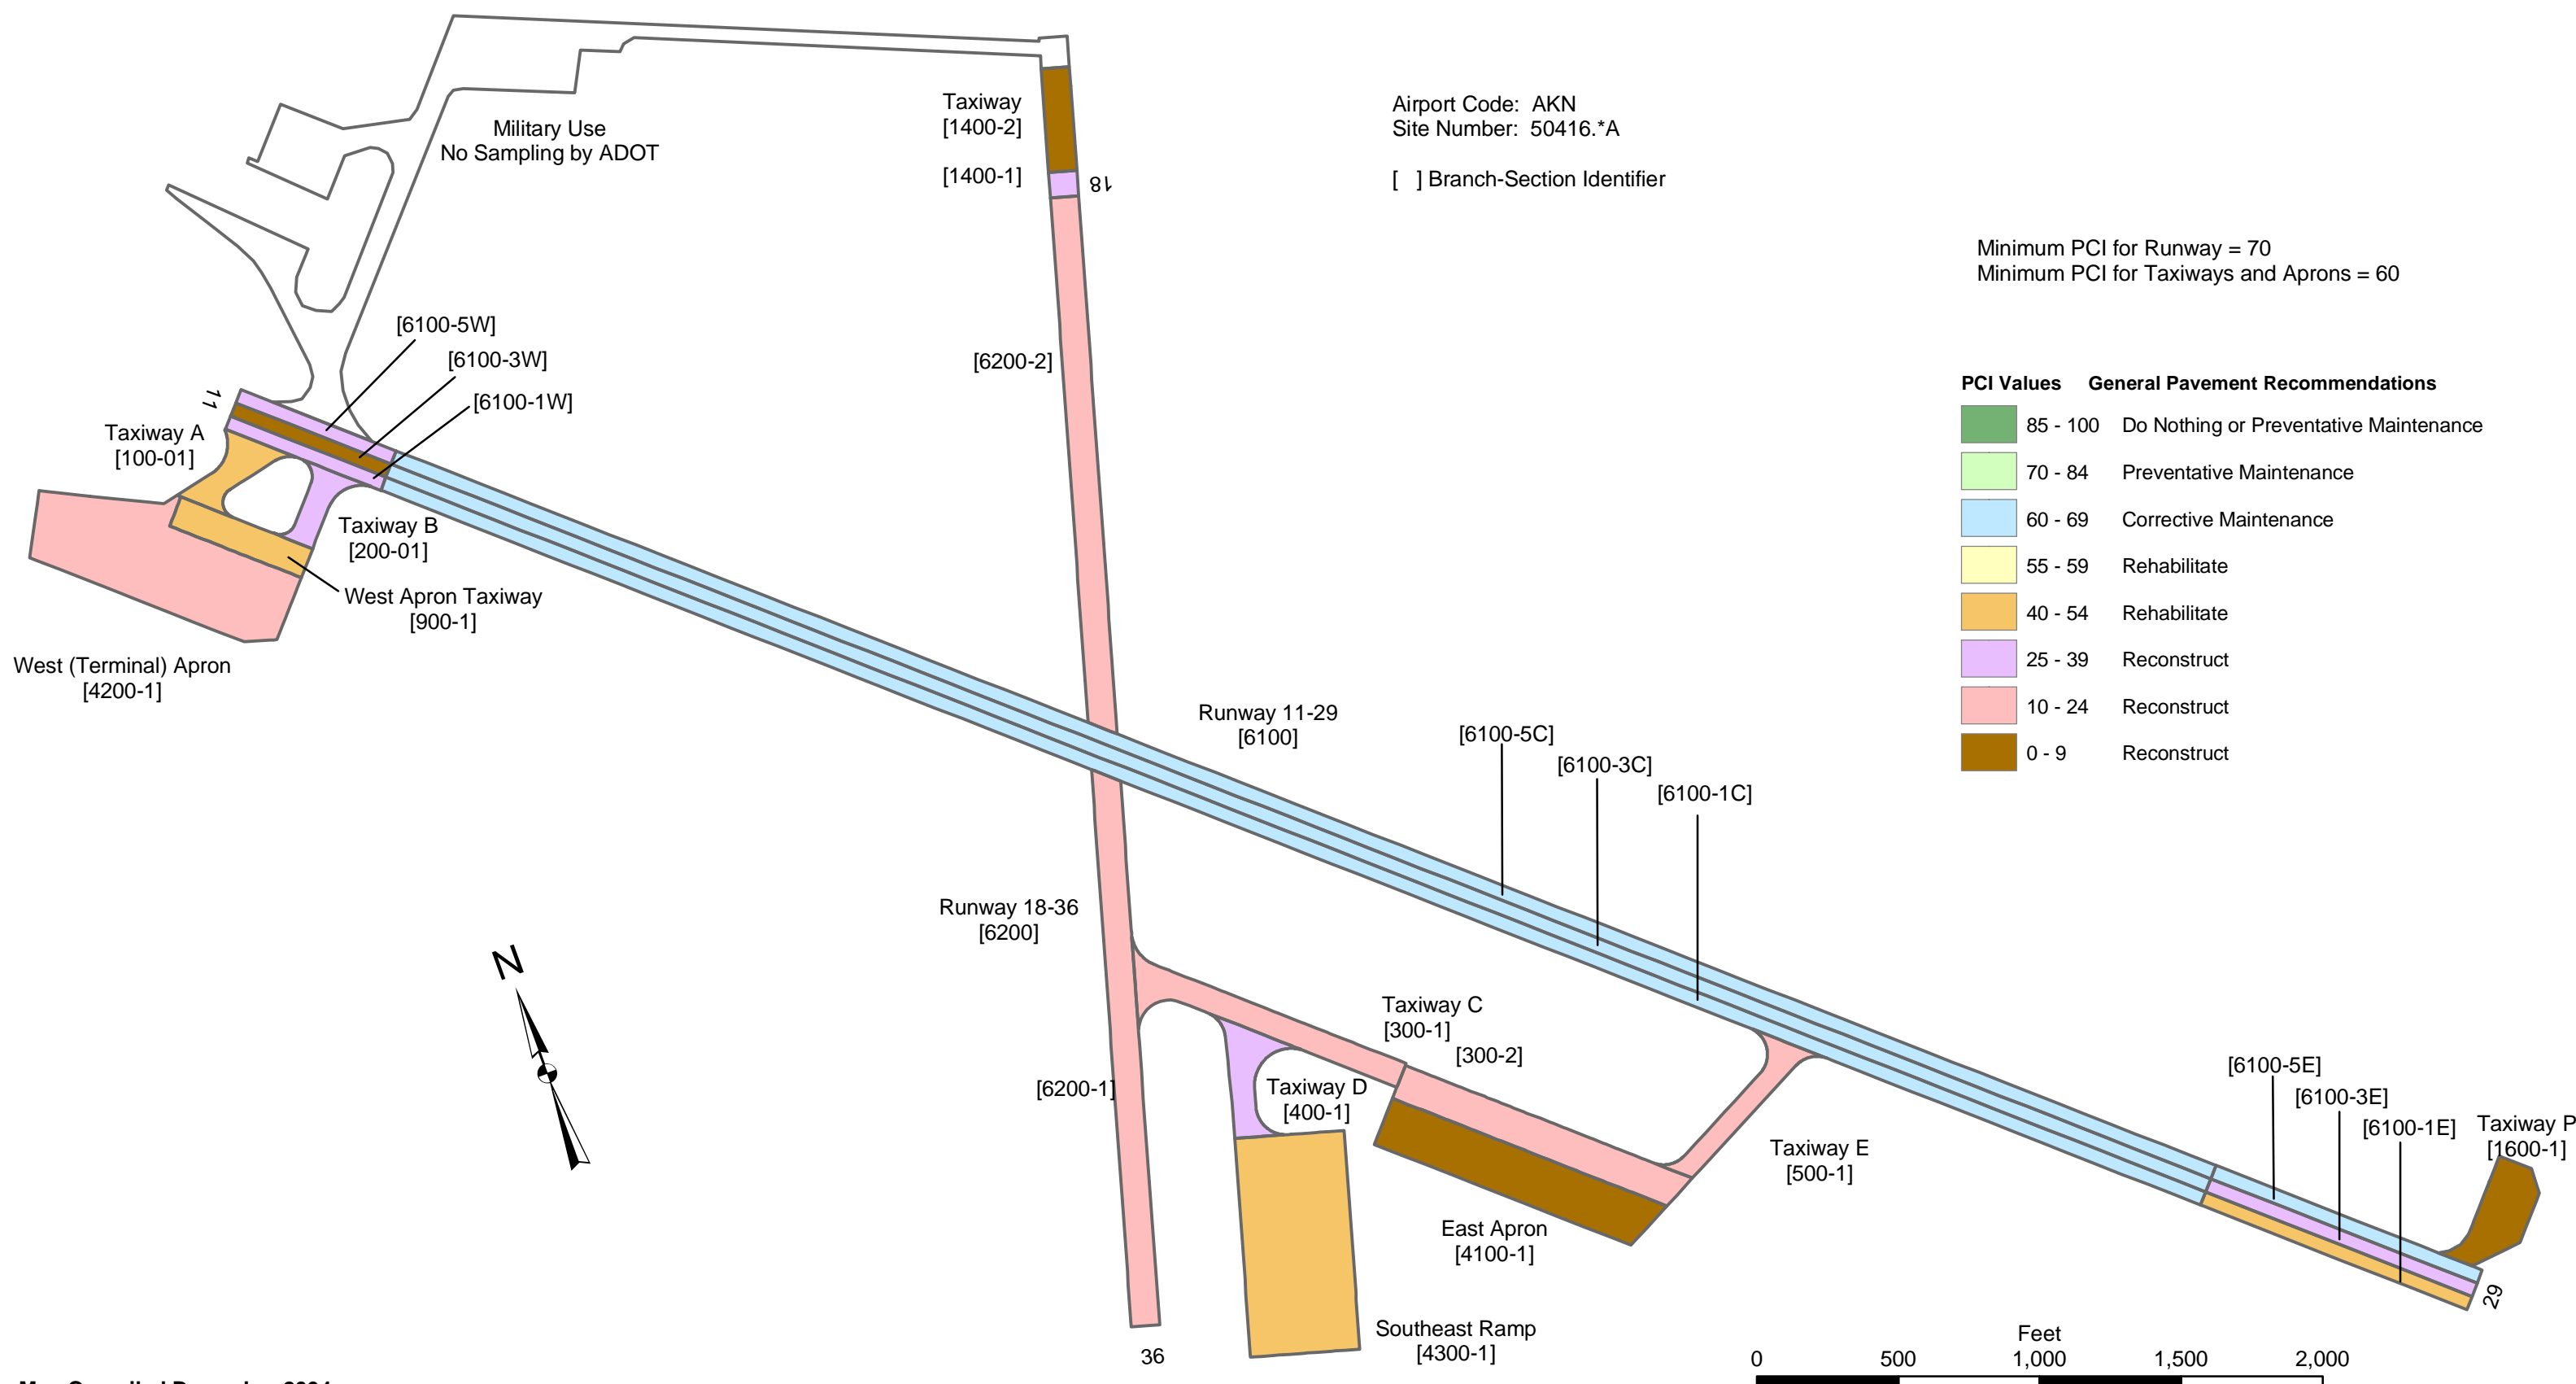 Taxiway
[1400-2]
Airport Code: AKN
Site Number: 50416.*A
Military Use
No Sampling by ADOT
[1400-1]
18
[ ] Branch-Section Identifier
Minimum PCI for Runway = 70
Minimum PCI for Taxiways and Aprons = 60
[6100-5W]
[6100-3W]
[6100-1W]
[6200-2]
11
Taxiway A
[100-01]
Taxiway B
[200-01]
West Apron Taxiway
[900-1]
West (Terminal) Apron
[4200-1]
PCI Values General Pavement Recommendations
85 - 100 Do Nothing or Preventative Maintenance
70 - 84 Preventative Maintenance
60 - 69 Corrective Maintenance
55 - 59 Rehabilitate
40 - 54 Rehabilitate
25 - 39 Reconstruct
10 - 24 Reconstruct
0 - 9 Reconstruct
Runway 11-29
[6100]
[6100-5C]
[6100-3C]
[6100-1C]
Runway 18-36
[6200]
N
Taxiway C
[300-1]
[300-2]
[6200-1]
Taxiway D
[400-1]
Taxiway E
[500-1]
[6100-5E]
[6100-3E]
[6100-1E]
Taxiway P
[1600-1]
East Apron
[4100-1]
29
Southeast Ramp
[4300-1]
36
Feet
0 500 1,000 1,500 2,000